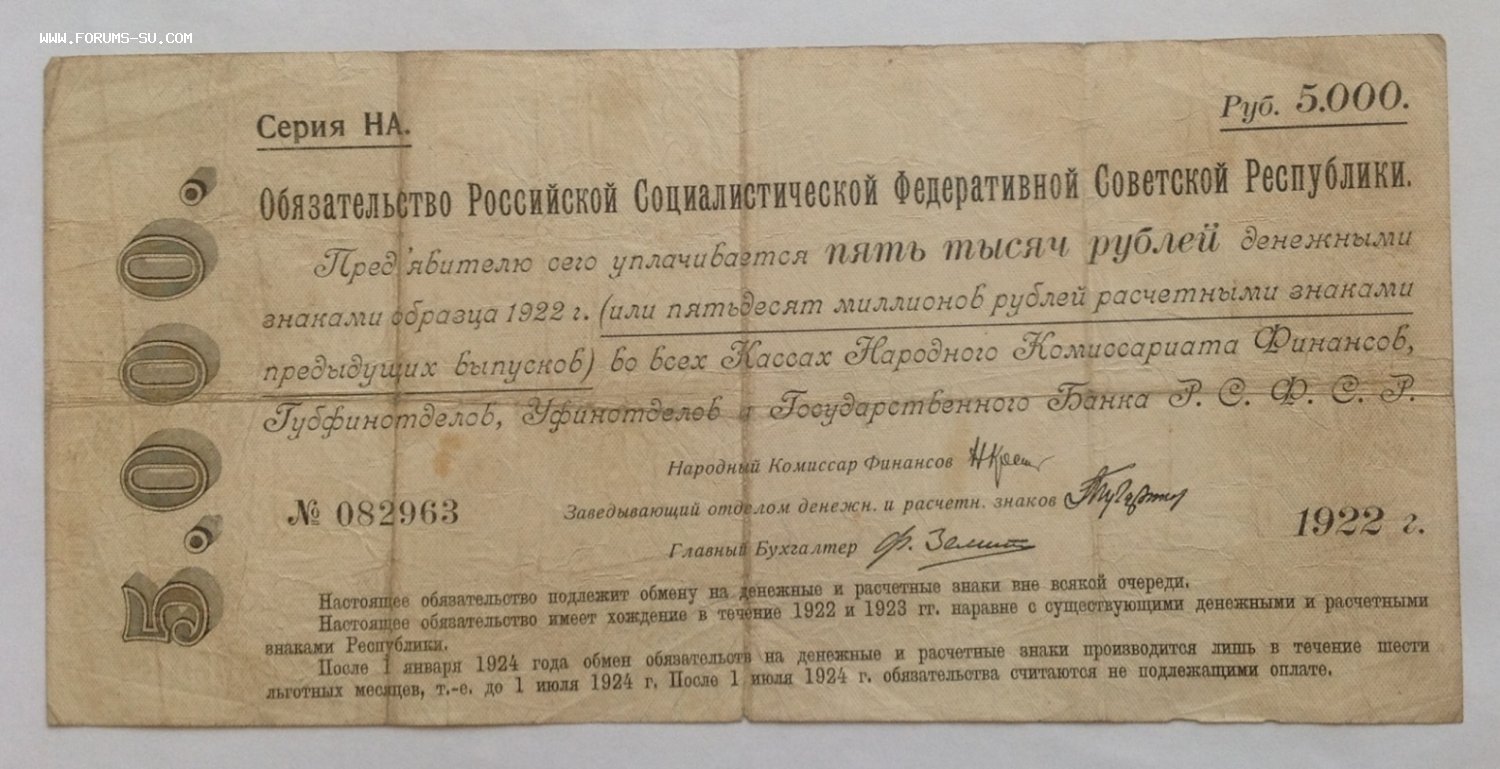 WWW.FORUMS-SU.COM
Серия НА.
Руб. 5.000.
5.000.
Обязательство Российской Социалистической Федеративной Советской Республики.
Пред'явителю сего уплачивается пять тысяч рублей денежными
знаками образца 1922 г. (или пятьдесят миллионов рублей расчетными знаками
предыдущих выпусков) во всех Кассах Народного Комиссариата Финансов,
Губфинотделов, Уфинотделов и Государственного Банка Р. С. Ф. С. Р.
Народный Комиссар Финансов
Заведывающий отделом денежн. и расчетн. знаков
№ 082963
1922 г.
Главный Бухгалтер
Настоящее обязательство подлежит обмену на денежные и расчетные знаки вне всякой очереди.
Настоящее обязательство имеет хождение в течение 1922 и 1923 гг. наравне с существующими денежными и расчетными
знаками Республики.
После 1 января 1924 года обмен обязательств на денежные и расчетные знаки производится лишь в течение шести
льготных месяцев, т.-е. до 1 июля 1924 г. После 1 июля 1924 г. обязательства считаются не подлежащими оплате.